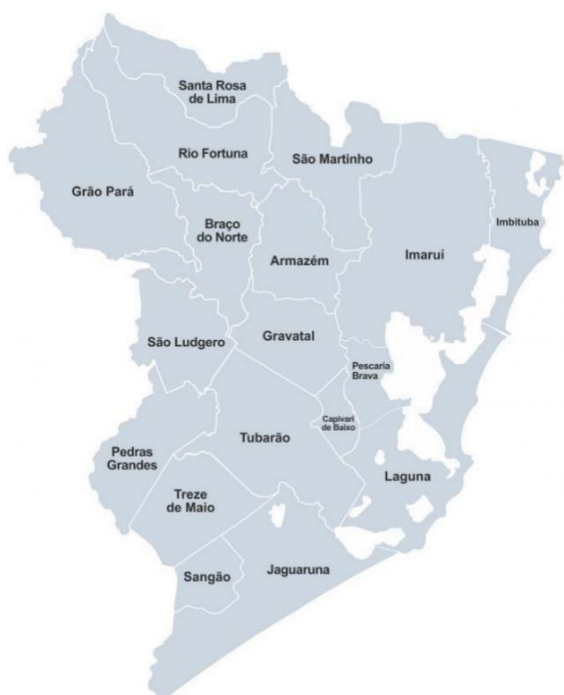 Santa Rosa
de Lima
Rio Fortuna
São Martinho
Grão Pará
Braço
do Norte
Imbituba
Armazém
Imaruí
São Ludgero
Gravatal
Pescaria
Brava
Capivari
de Baixo
Tubarão
Pedras
Grandes
Laguna
Treze
de Maio
Sangão
Jaguaruna